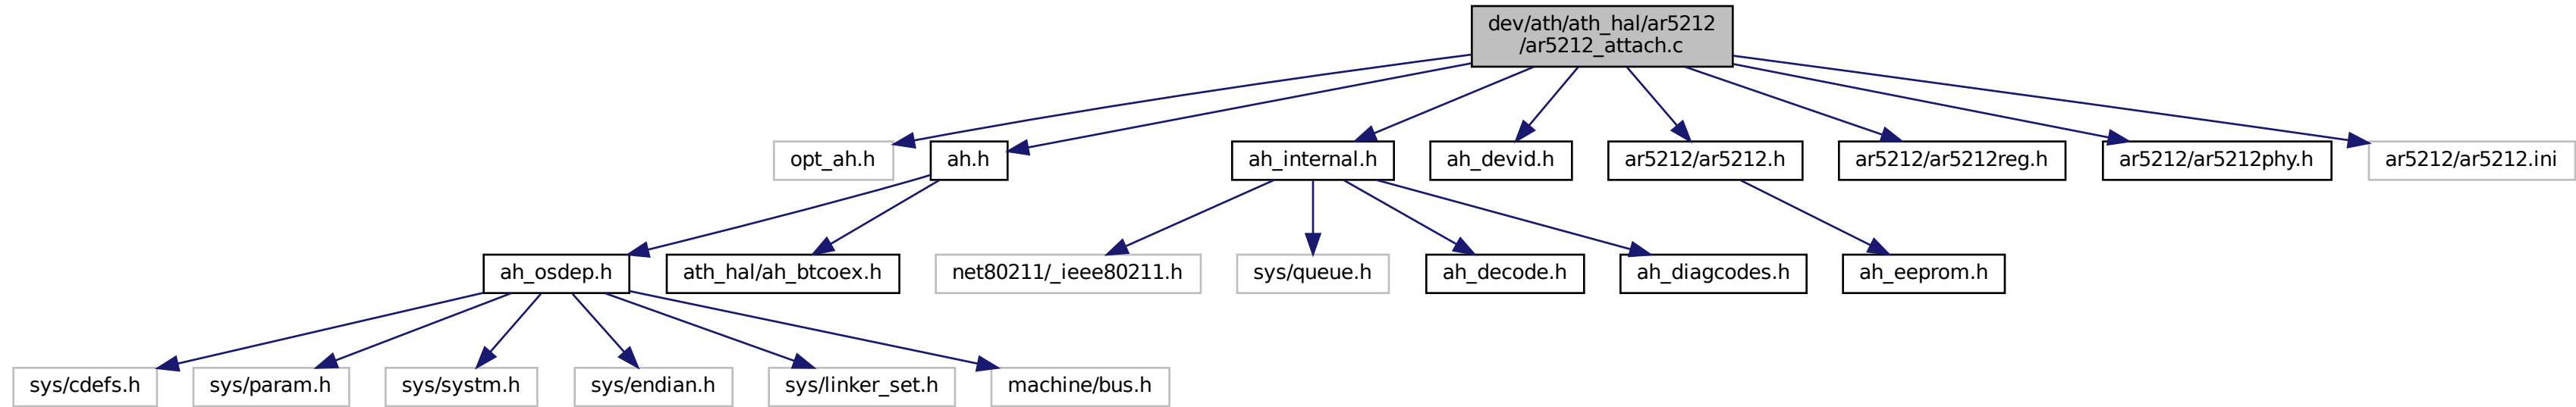 dev/ath/ath_hal/ar5212
/ar5212_attach.c
opt_ah.h
ah.h
ah_internal.h
ah_devid.h
ar5212/ar5212.h
ar5212/ar5212reg.h
ar5212/ar5212phy.h
ar5212/ar5212.ini
ah_osdep.h
ath_hal/ah_btcoex.h
net80211/_ieee80211.h
sys/queue.h
ah_decode.h
ah_diagcodes.h
ah_eeprom.h
sys/cdefs.h
sys/param.h
sys/systm.h
sys/endian.h
sys/linker_set.h
machine/bus.h